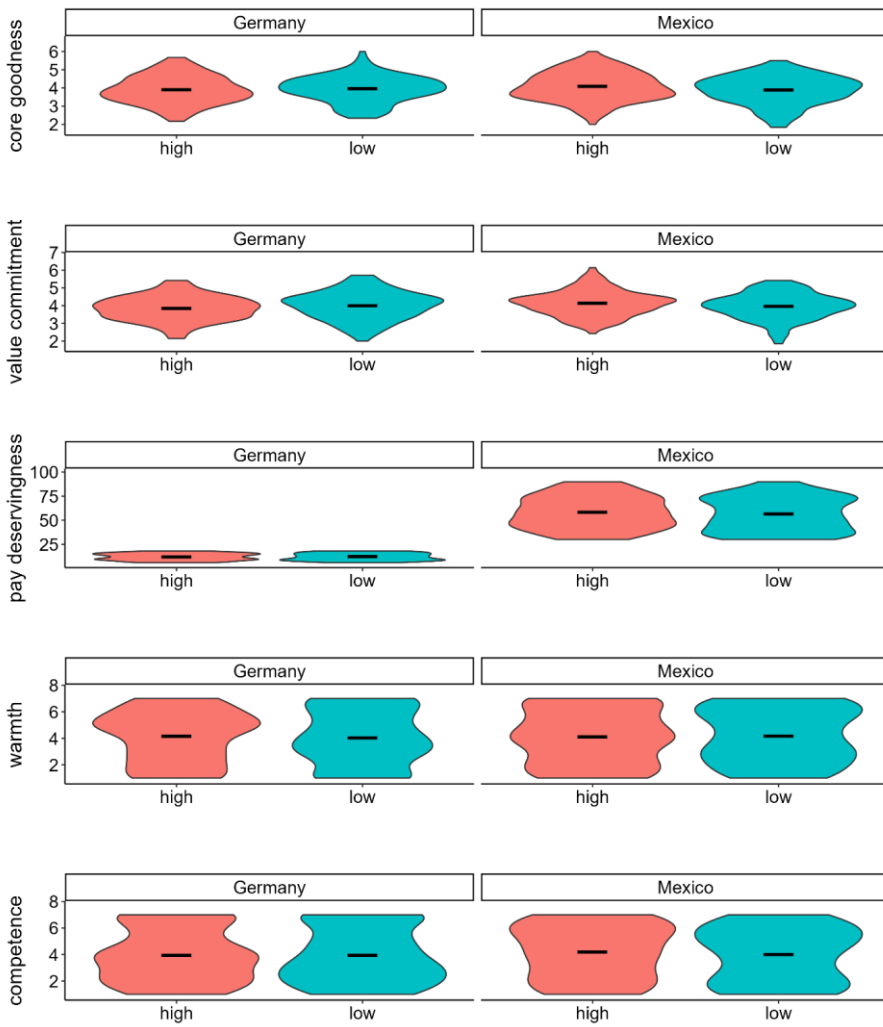 Germany Mexico
core goodness
6
5
4
3
2
high low high low
Germany Mexico
value commitment
7
6
5
4
3
2
high low high low
Germany Mexico
pay deservingness
100
75
50
25
high low high low
Germany Mexico
warmth
8
6
4
2
high low high low
Germany Mexico
competence
8
6
4
2
high low high low